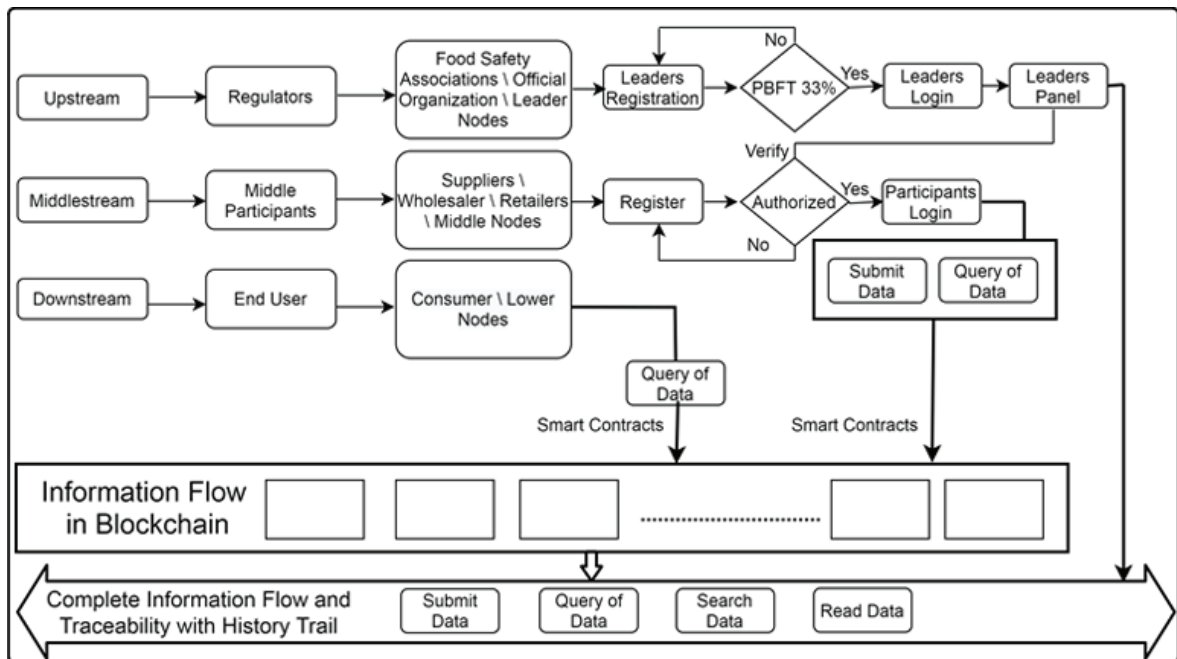 No
Food Safety
Associations \ Official
Organization \ Leader
Nodes
Upstream
Regulators
Leaders
Registration
PBFT 33%
Yes
Leaders
Login
Leaders
Panel
Verify
Middlestream
Middle
Participants
Suppliers \
Wholesaler \ Retailers
\ Middle Nodes
Register
Authorized
Yes
Participants
Login
No
Submit
Data
Query of
Data
Downstream
End User
Consumer \ Lower
Nodes
Query of
Data
Smart Contracts
Smart Contracts
Information Flow
in Blockchain
................................
Complete Information Flow and
Traceability with History Trail
Submit
Data
Query of
Data
Search
Data
Read Data